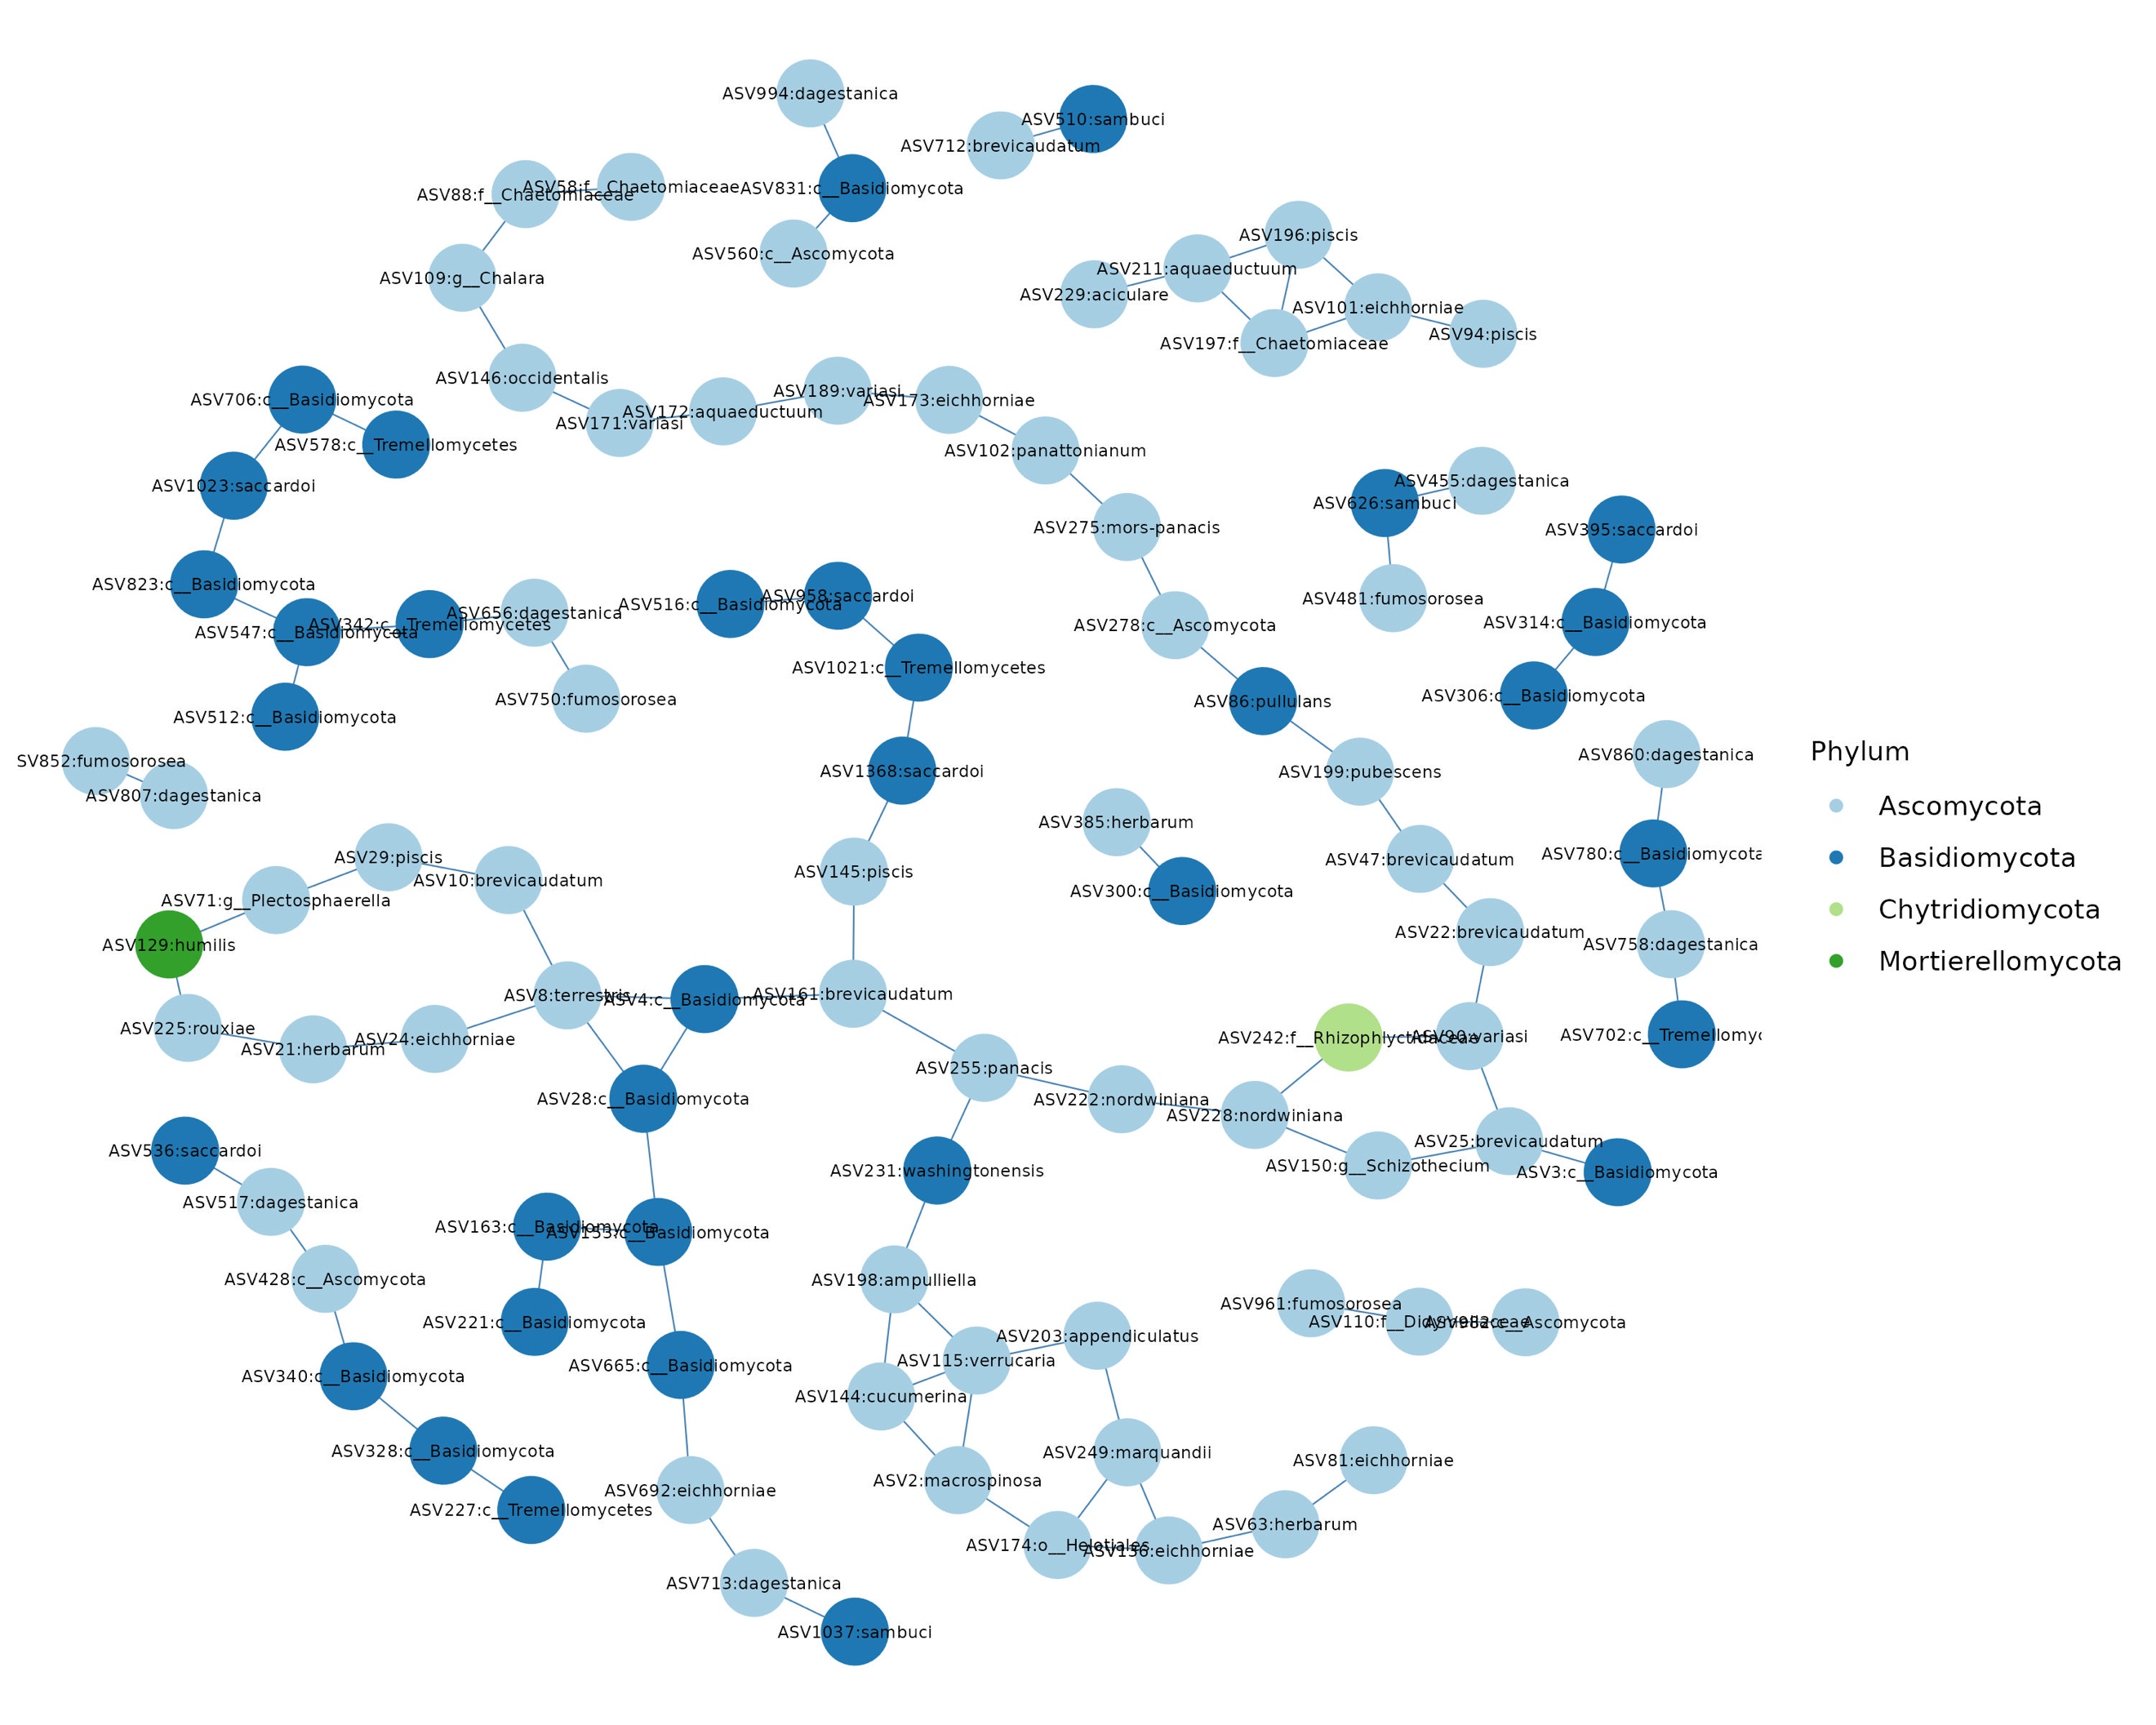 ASV994:dagestanica
ASV510:sambuci
ASV712:brevicaudatum
ASV58:f__Chaetomiaceae
ASV831:c__Basidiomycota
ASV88:f__Chaetomiaceae
ASV560:c__Ascomycota
ASV196:piscis
ASV211:aquaeductuum
ASV109:g__Chalara
ASV229:aciculare
ASV101:eichhorniae
ASV94:piscis
ASV197:f__Chaetomiaceae
ASV146:occidentalis
ASV189:variasi
ASV706:c__Basidiomycota
ASV173:eichhorniae
ASV172:aquaeductuum
ASV171:variasi
ASV578:c__Tremellomycetes
ASV102:panattonianum
ASV455:dagestanica
ASV1023:saccardoi
ASV626:sambuci
ASV275:mors-panacis
ASV395:saccardoi
ASV823:c__Basidiomycota
ASV958:saccardoi
ASV481:fumosorosea
ASV516:c__Basidiomycota
ASV656:dagestanica
ASV314:c__Basidiomycota
ASV342:c__Tremellomycetes
ASV278:c__Ascomycota
ASV547:c__Basidiomycota
ASV1021:c__Tremellomycetes
ASV306:c__Basidiomycota
ASV750:fumosorosea
ASV86:pullulans
ASV512:c__Basidiomycota
ASV860:dagestanica
SV852:fumosorosea
ASV1368:saccardoi
ASV199:pubescens
ASV807:dagestanica
ASV385:herbarum
ASV780:c__Basidiomycota
ASV29:piscis
ASV47:brevicaudatum
ASV145:piscis
ASV10:brevicaudatum
ASV300:c__Basidiomycota
ASV71:g__Plectosphaerella
ASV22:brevicaudatum
ASV758:dagestanica
ASV129:humilis
ASV161:brevicaudatum
ASV8:terrestris
ASV4:c__Basidiomycota
ASV225:rouxiae
ASV702:c__Tremellomyc
ASV90:variasi
ASV242:f__Rhizophlyctidaceae
ASV24:eichhorniae
ASV21:herbarum
ASV255:panacis
ASV28:c__Basidiomycota
ASV222:nordwiniana
ASV228:nordwiniana
ASV25:brevicaudatum
ASV536:saccardoi
ASV150:g__Schizothecium
ASV231:washingtonensis
ASV3:c__Basidiomycota
ASV517:dagestanica
ASV163:c__Basidiomycota
ASV153:c__Basidiomycota
ASV428:c__Ascomycota
ASV198:ampulliella
ASV961:fumosorosea
ASV221:c__Basidiomycota
ASV110:f__Didymellaceae
ASV982:c__Ascomycota
ASV203:appendiculatus
ASV115:verrucaria
ASV665:c__Basidiomycota
ASV340:c__Basidiomycota
ASV144:cucumerina
ASV328:c__Basidiomycota
ASV249:marquandii
ASV81:eichhorniae
ASV2:macrospinosa
ASV692:eichhorniae
ASV227:c__Tremellomycetes
ASV63:herbarum
ASV174:o__Helotiales
ASV136:eichhorniae
ASV713:dagestanica
ASV1037:sambuci
Phylum
Ascomycota
Basidiomycota
Chytridiomycota
Mortierellomycota